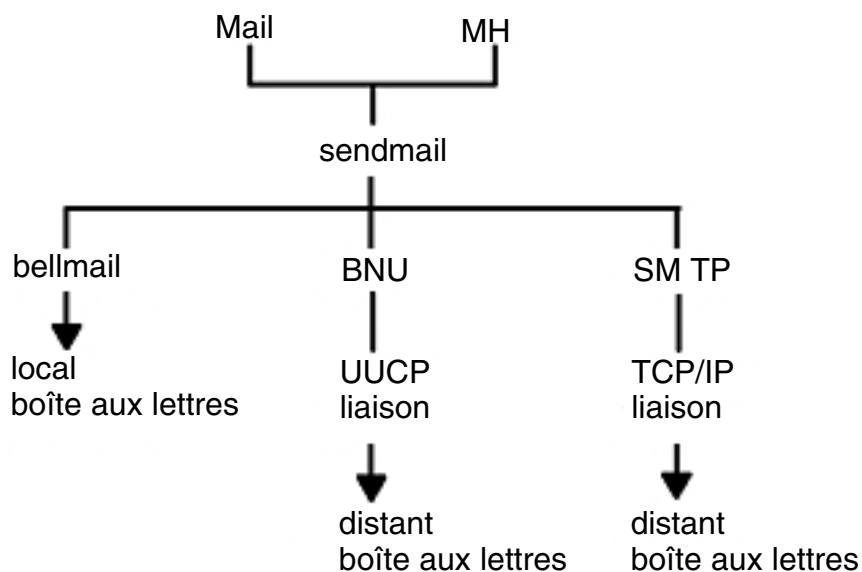 Mail
MH
sendmail
bellmail
BNU
SM TP
local
boîte aux lettres
UUCP
liaison
TCP/IP
liaison
distant
boîte aux lettres
distant
boîte aux lettres